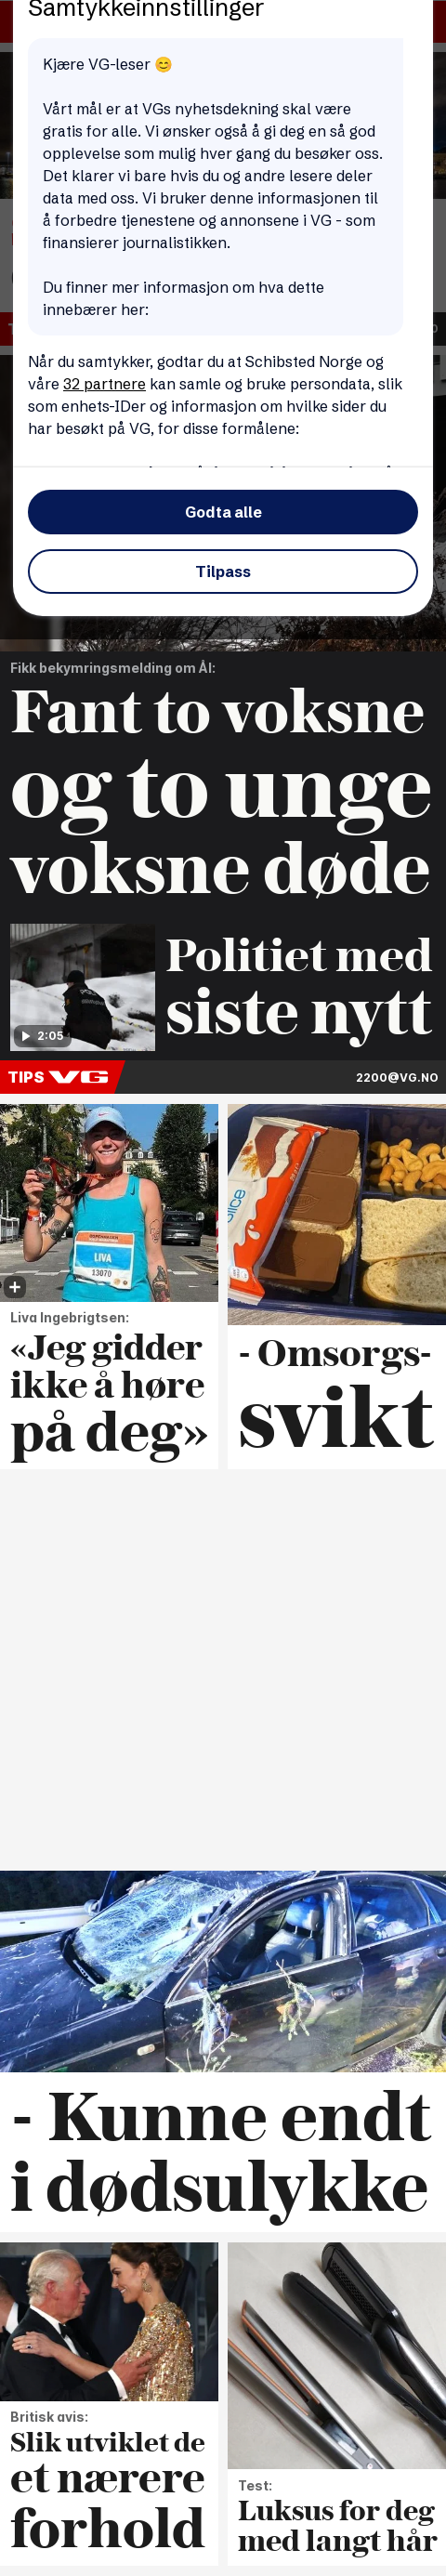 Samtykkeinnstillinger
Kjære VG-leser 😊
Vårt mål er at VGs nyhetsdekning skal være
gratis for alle. Vi ønsker også å gi deg en så god
opplevelse som mulig hver gang du besøker oss.
Det klarer vi bare hvis du og andre lesere deler
data med oss. Vi bruker denne informasjonen til
å forbedre tjenestene og annonsene i VG - som
finansierer journalistikken.
Du finner mer informasjon om hva dette
innebærer her:
Når du samtykker, godtar du at Schibsted Norge og
våre 32 partnere kan samle og bruke persondata, slik
som enhets-IDer og informasjon om hvilke sider du
har besøkt på VG, for disse formålene:
Godta alle
Tilpass
Fikk bekymringsmelding om Ål:
Fant to voksne
og to unge
voksne døde
2:05
Politiet med
siste nytt
TIPS VG
2200@VG.NO
LIVA
13070
Liva Ingebrigtsen:
«Jeg gidder
ikke å høre
på deg»
- Omsorgs-
svikt
- Kunne endt
i dødsulykke
Britisk avis:
Slik utviklet de
et nærere
forhold
Test:
Luksus for deg
med langt hår